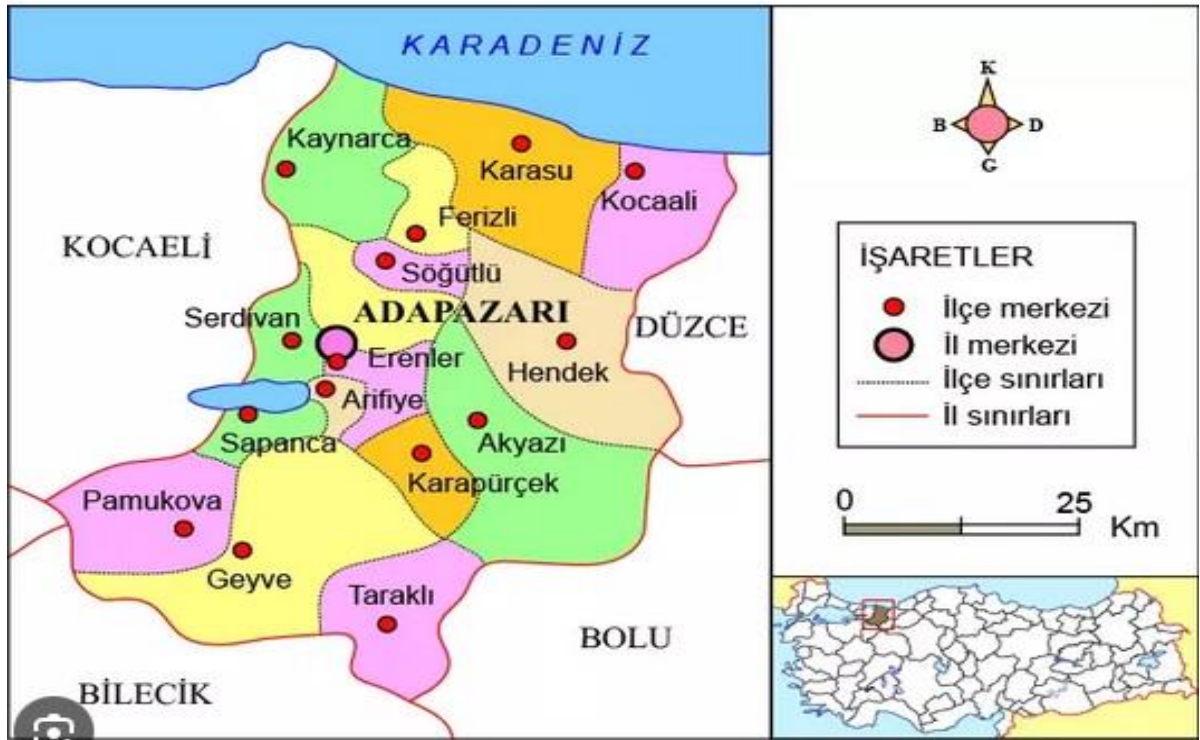 KARADENİZ
Kaynarca
Karasu
Kocaali
Ferizli
KOCAELİ
Söğütlü
Serdivan
ADAPAZARI
DÜZCE
Erenler
Hendek
Arifiye
Sapanca
Akyazı
Karapürçek
Pamukova
Geyve
Taraklı
BOLU
BİLECİK
K
B D
G
İŞARETLER
İlçe merkezi
İl merkezi
İlçe sınırları
İl sınırları
0 25
Km